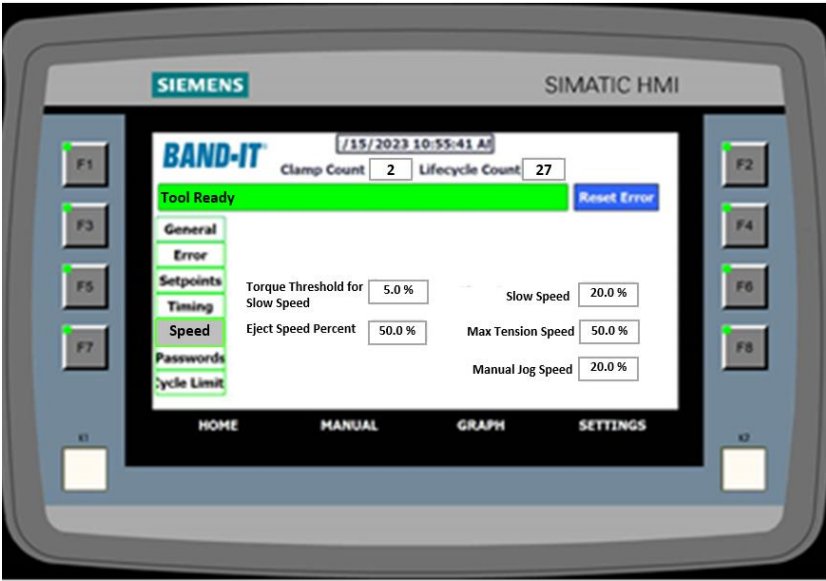 SIEMENS
SIMATIC HMI
BAND-IT
/15/2023 10:55:41 A
Clamp Count 2 Lifecycle Count 27
Tool Ready
Reset Error
F1
F2
F3
F4
F5
F6
F7
F8
General
Error
Setpoints
Timing
Speed
Passwords
ycle Limit
Torque Threshold for
Slow Speed
5.0 %
Slow Speed 20.0 %
Eject Speed Percent 50.0 %
Max Tension Speed 50.0 %
Manual Jog Speed 20.0 %
HOME MANUAL GRAPH SETTINGS
K1
K2